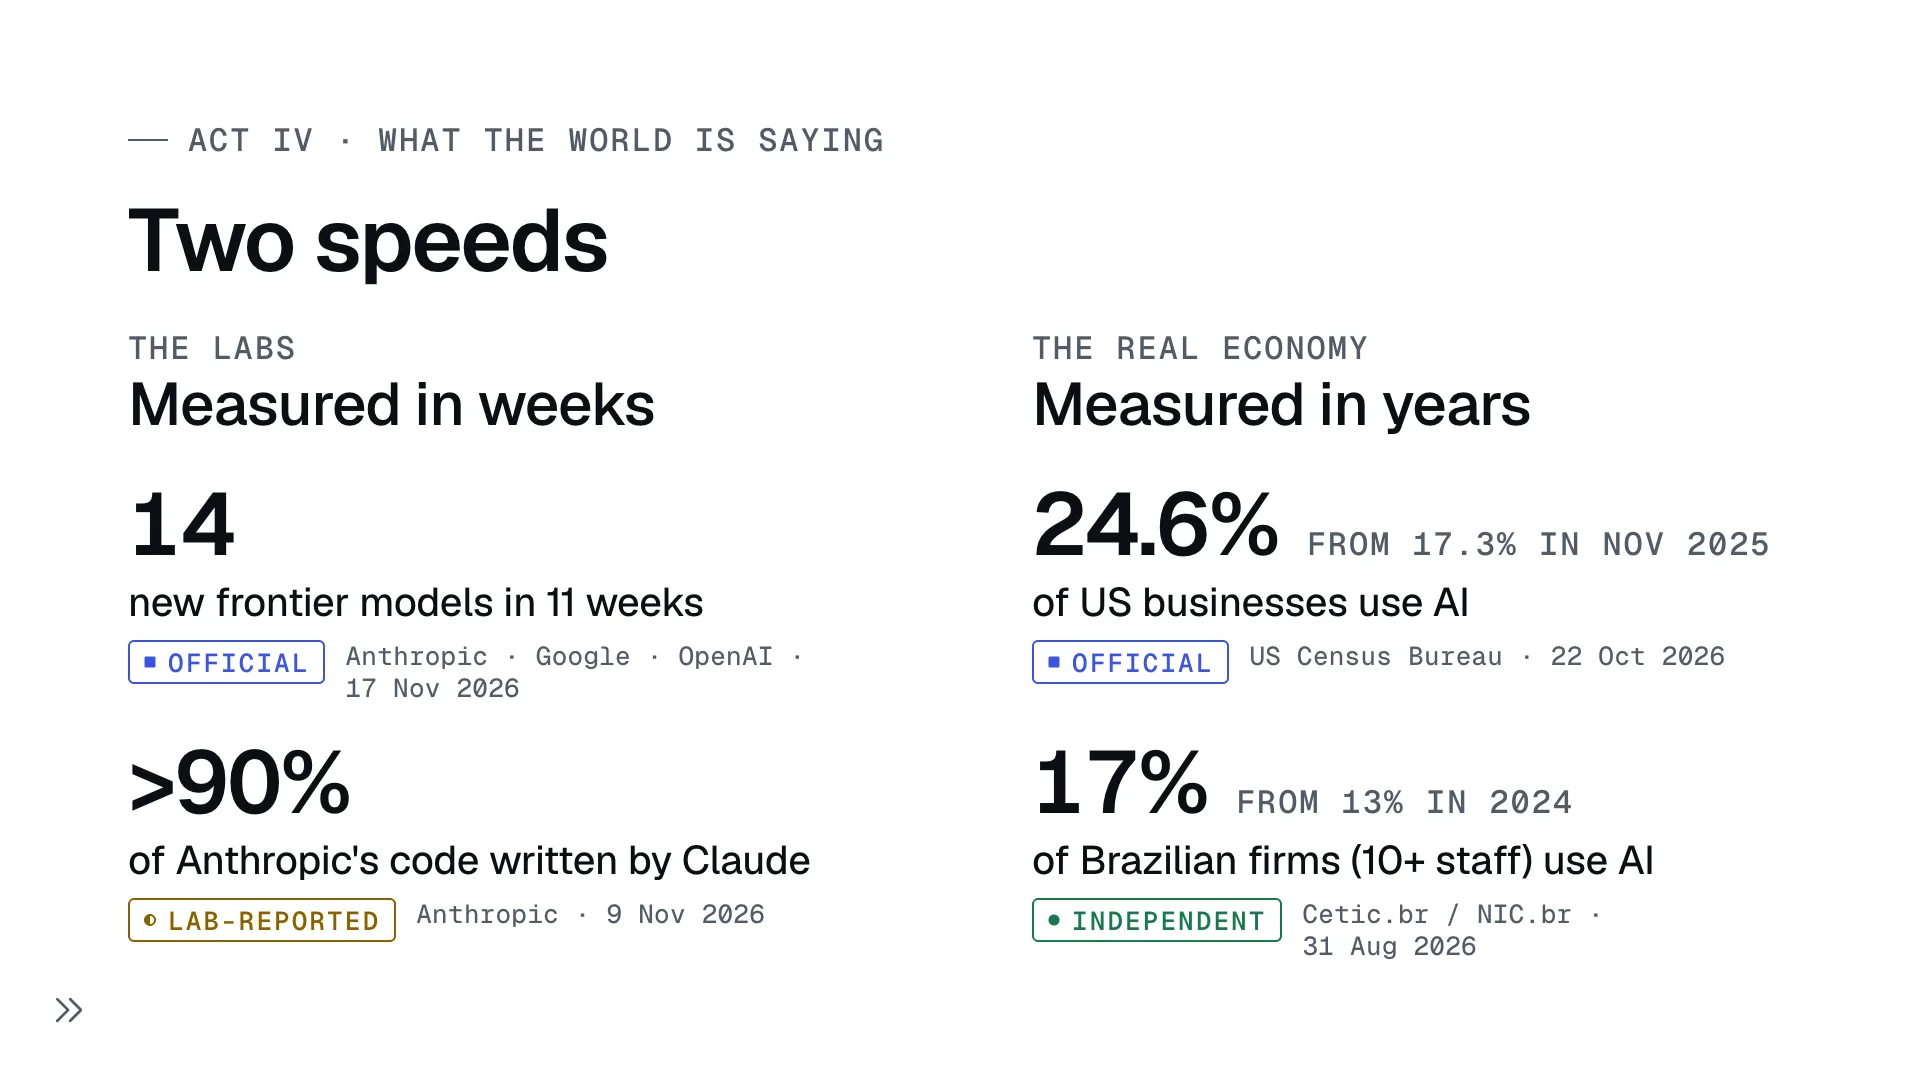 ACT IV · WHAT THE WORLD IS SAYING
Two speeds
THE LABS
Measured in weeks
14
new frontier models in 11 weeks
OFFICIAL
Anthropic · Google · OpenAI ·
17 Nov 2026
>90%
of Anthropic's code written by Claude
LAB-REPORTED
Anthropic · 9 Nov 2026
THE REAL ECONOMY
Measured in years
24.6% FROM 17.3% IN NOV 2025
of US businesses use AI
OFFICIAL
US Census Bureau · 22 Oct 2026
17% FROM 13% IN 2024
of Brazilian firms (10+ staff) use AI
INDEPENDENT
Cetic.br / NIC.br ·
31 Aug 2026